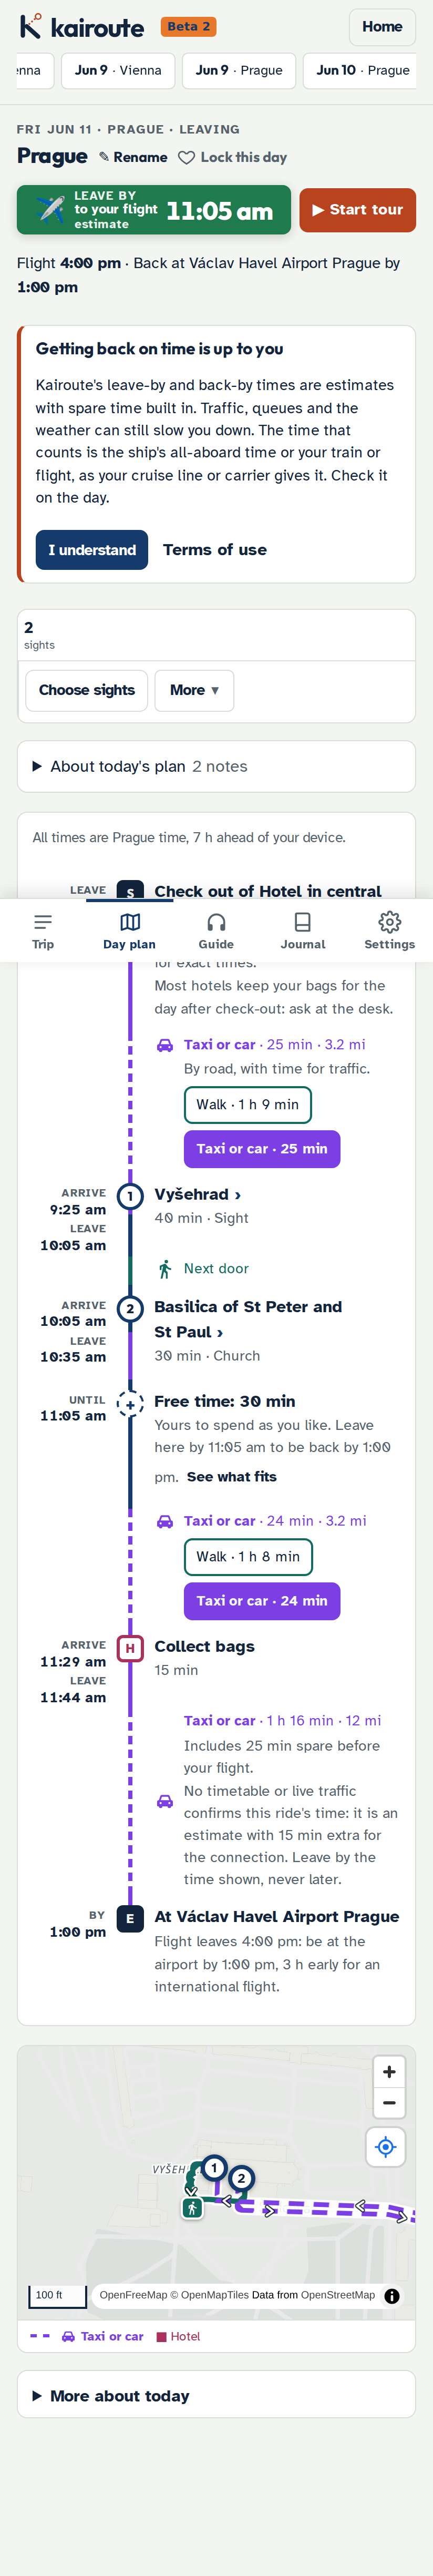 kairoute Beta 2 Home
enna Jun 9 · Vienna Jun 9 · Prague Jun 10 · Prague
FRI JUN 11 · PRAGUE · LEAVING
Prague ✎ Rename Lock this day
LEAVE BY
to your flight
estimate
11:05 am
▶ Start tour
Flight 4:00 pm · Back at Václav Havel Airport Prague by
1:00 pm
Getting back on time is up to you
Kairoute's leave-by and back-by times are estimates
with spare time built in. Traffic, queues and the
weather can still slow you down. The time that
counts is the ship's all-aboard time or your train or
flight, as your cruise line or carrier gives it. Check it
on the day.
I understand Terms of use
2
sights
Choose sights More ▼
▶ About today's plan 2 notes
All times are Prague time, 7 h ahead of your device.
LEAVE S Check out of Hotel in central
Trip Day plan Guide Journal Settings
for exact times.
Most hotels keep your bags for the
day after check-out: ask at the desk.
Taxi or car · 25 min · 3.2 mi
By road, with time for traffic.
Walk · 1 h 9 min
Taxi or car · 25 min
ARRIVE
9:25 am
LEAVE
10:05 am
1
Vyšehrad ›
40 min · Sight
Next door
ARRIVE
10:05 am
LEAVE
10:35 am
2
Basilica of St Peter and
St Paul ›
30 min · Church
UNTIL
11:05 am
+
Free time: 30 min
Yours to spend as you like. Leave
here by 11:05 am to be back by 1:00
pm. See what fits
Taxi or car · 24 min · 3.2 mi
Walk · 1 h 8 min
Taxi or car · 24 min
ARRIVE
11:29 am
LEAVE
11:44 am
H
Collect bags
15 min
Taxi or car · 1 h 16 min · 12 mi
Includes 25 min spare before
your flight.
No timetable or live traffic
confirms this ride's time: it is an
estimate with 15 min extra for
the connection. Leave by the
time shown, never later.
BY
1:00 pm
E
At Václav Havel Airport Prague
Flight leaves 4:00 pm: be at the
airport by 1:00 pm, 3 h early for an
international flight.
+
−
VYŠEH
1
2
100 ft
OpenFreeMap © OpenMapTiles Data from OpenStreetMap
Taxi or car Hotel
▶ More about today